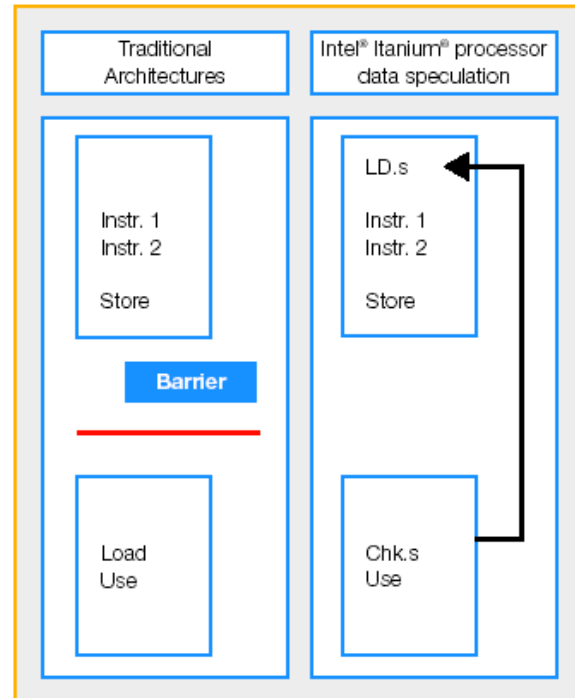 Traditional
Architectures
Intel® Itanium® processor
data speculation
Instr. 1
Instr. 2
Store
Barrier
Load
Use
LD.s
Instr. 1
Instr. 2
Store
Chk.s
Use